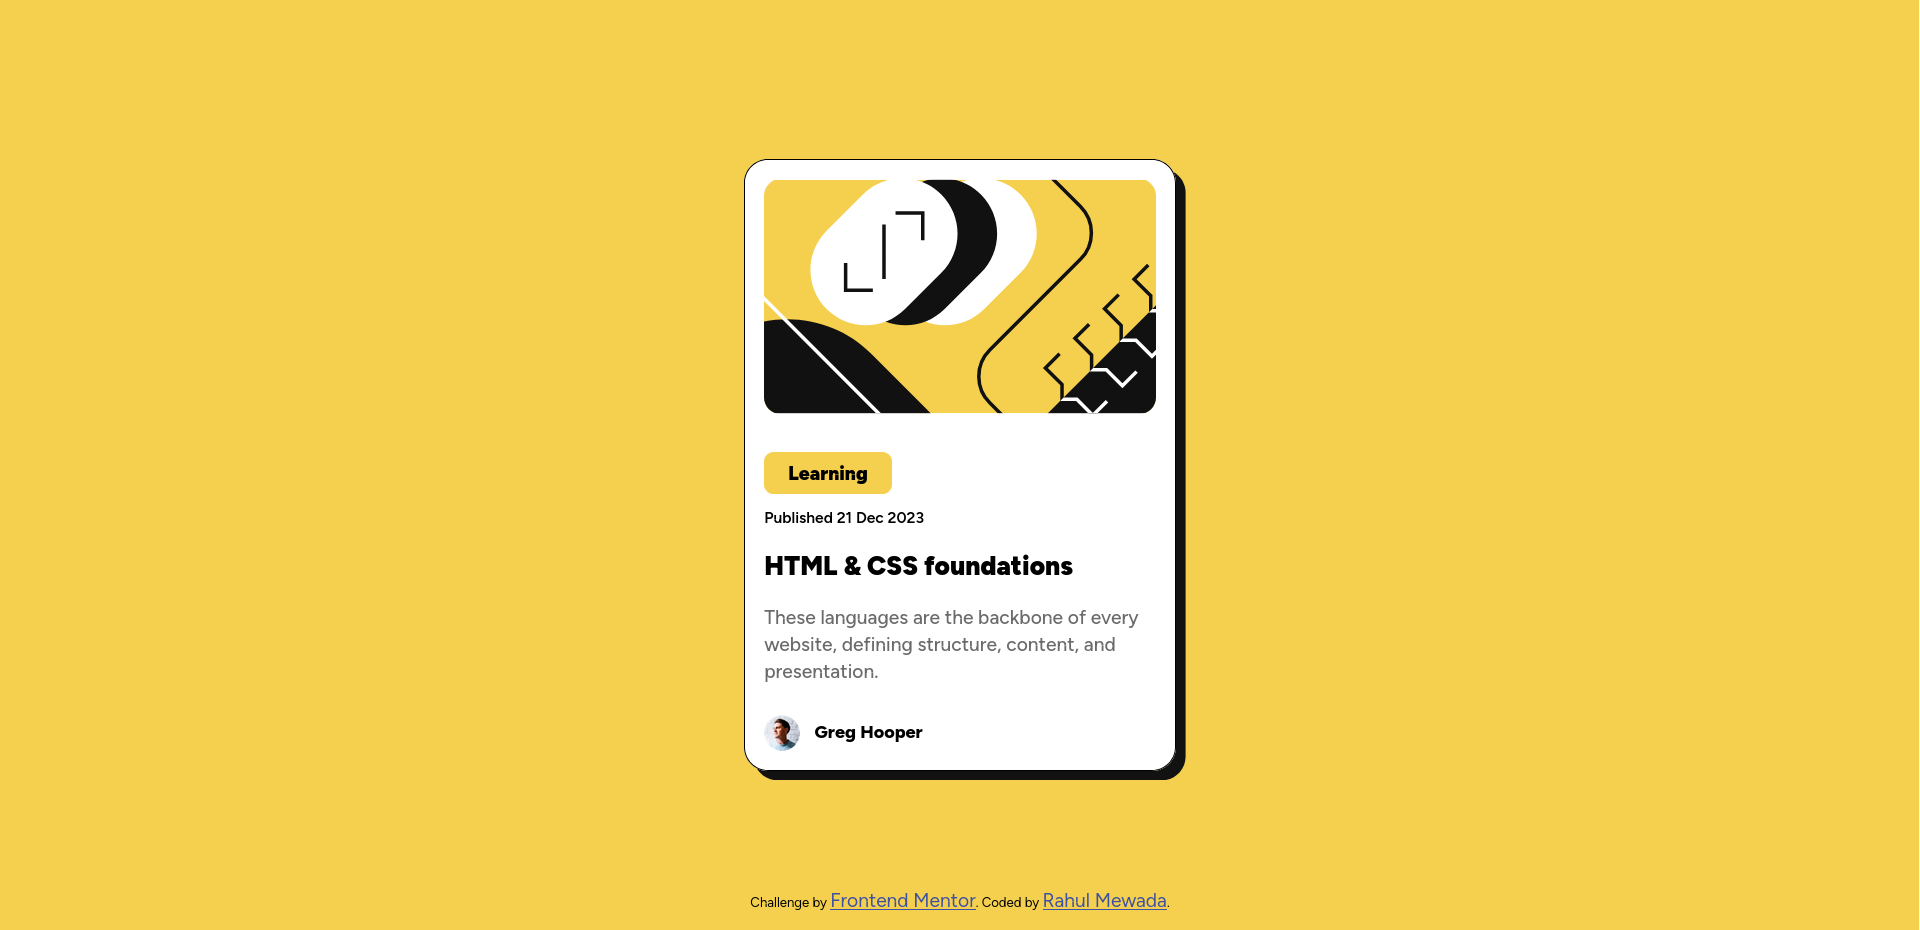 Learning
Published 21 Dec 2023
HTML & CSS foundations
These languages are the backbone of every
website, defining structure, content, and
presentation.
Greg Hooper
Challenge by Frontend Mentor. Coded by Rahul Mewada.